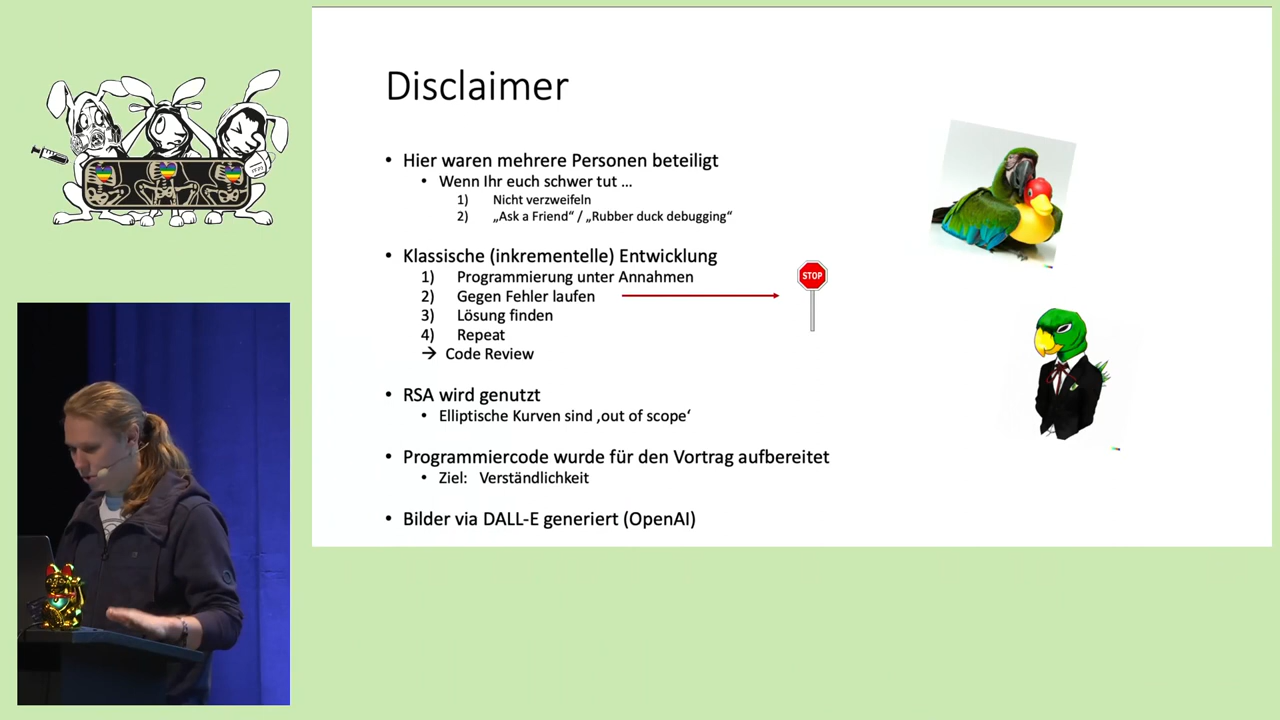 Disclaimer
• Hier waren mehrere Personen beteiligt
• Wenn Ihr euch schwer tut ...
1) Nicht verzweifeln
2) „Ask a Friend“ / „Rubber duck debugging“
• Klassische (inkrementelle) Entwicklung
1) Programmierung unter Annahmen
2) Gegen Fehler laufen
STOP
3) Lösung finden
4) Repeat
→ Code Review
• RSA wird genutzt
• Elliptische Kurven sind ‚out of scope‘
• Programmiercode wurde für den Vortrag aufbereitet
• Ziel: Verständlichkeit
• Bilder via DALL-E generiert (OpenAI)